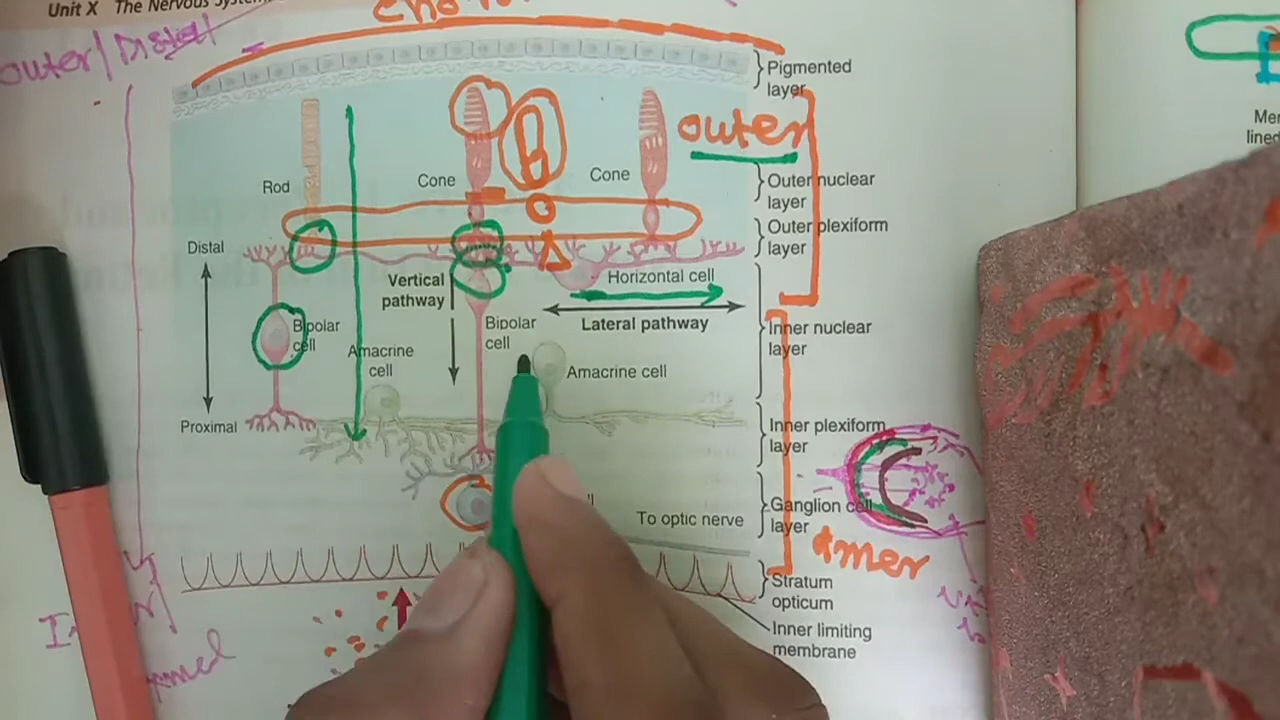 Unit X The Nervous System
outer/Distal
Pigmented
layer
outer
Rod
Cone
Cone
Outer nuclear
layer
Outer plexiform
layer
Distal
Vertical
pathway
Horizontal cell
Lateral pathway
Bipolar
cell
Bipolar
cell
Inner nuclear
layer
Amacrine
cell
Amacrine cell
Proximal
Inner plexiform
layer
Ganglion cell
layer
To optic nerve
Stratum
opticum
Inner limiting
membrane
Mer
lined